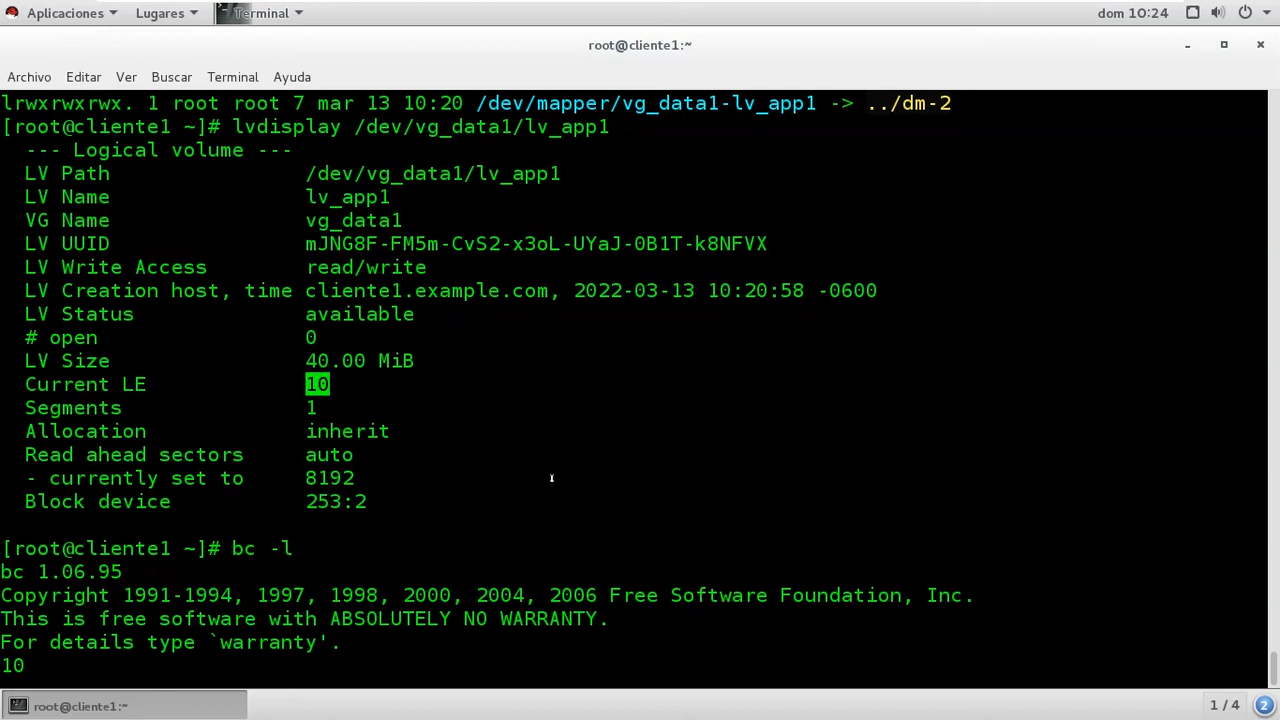 Aplicaciones Lugares Terminal dom 10:24
root@cliente1:~
Archivo Editar Ver Buscar Terminal Ayuda
lrwxrwxrwx. 1 root root 7 mar 13 10:20 /dev/mapper/vg_data1-lv_app1 -> ../dm-2
[root@cliente1 ~]# lvdisplay /dev/vg_data1/lv_app1
--- Logical volume ---
LV Path /dev/vg_data1/lv_app1
LV Name lv_app1
VG Name vg_data1
LV UUID mJNG8F-FM5m-CvS2-x3oL-UYaJ-0B1T-k8NFVX
LV Write Access read/write
LV Creation host, time cliente1.example.com, 2022-03-13 10:20:58 -0600
LV Status available
# open 0
LV Size 40.00 MiB
Current LE 10
Segments 1
Allocation inherit
Read ahead sectors auto
- currently set to 8192
Block device 253:2
[root@cliente1 ~]# bc -l
bc 1.06.95
Copyright 1991-1994, 1997, 1998, 2000, 2004, 2006 Free Software Foundation, Inc.
This is free software with ABSOLUTELY NO WARRANTY.
For details type `warranty'.
10
root@cliente1:~ 1 / 4 2